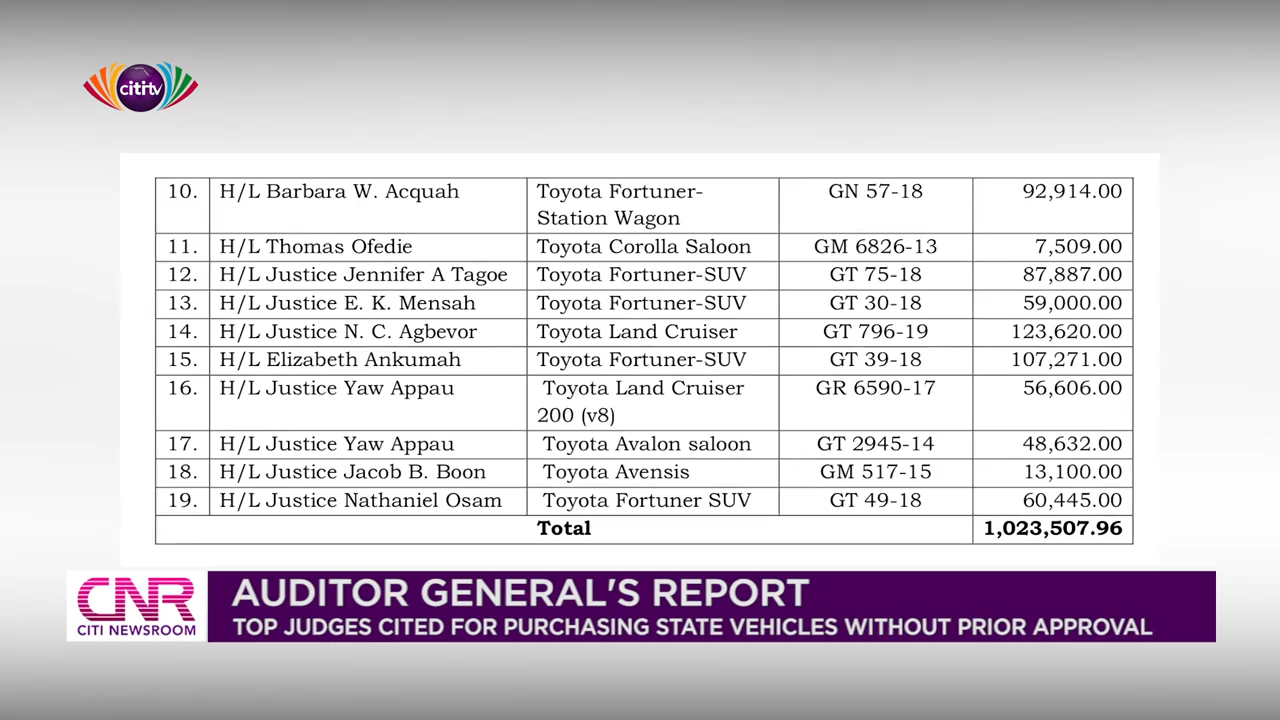 cititv
10. H/L Barbara W. Acquah Toyota Fortuner- GN 57-18 92,914.00
Station Wagon
11. H/L Thomas Ofedie Toyota Corolla Saloon GM 6826-13 7,509.00
12. H/L Justice Jennifer A Tagoe Toyota Fortuner-SUV GT 75-18 87,887.00
13. H/L Justice E. K. Mensah Toyota Fortuner-SUV GT 30-18 59,000.00
14. H/L Justice N. C. Agbevor Toyota Land Cruiser GT 796-19 123,620.00
15. H/L Elizabeth Ankumah Toyota Fortuner-SUV GT 39-18 107,271.00
16. H/L Justice Yaw Appau Toyota Land Cruiser GR 6590-17 56,606.00
200 (v8)
17. H/L Justice Yaw Appau Toyota Avalon saloon GT 2945-14 48,632.00
18. H/L Justice Jacob B. Boon Toyota Avensis GM 517-15 13,100.00
19. H/L Justice Nathaniel Osam Toyota Fortuner SUV GT 49-18 60,445.00
Total 1,023,507.96
CNR
CITI NEWSROOM
AUDITOR GENERAL'S REPORT
TOP JUDGES CITED FOR PURCHASING STATE VEHICLES WITHOUT PRIOR APPROVAL